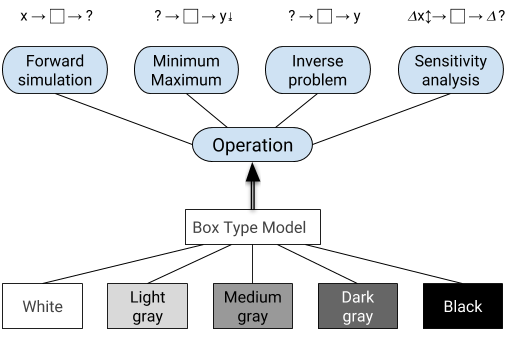 x → □ → ?
? → □ → y↓
? → □ → y
Δx↕→ □ → Δ?
Forward
simulation
Minimum
Maximum
Inverse
problem
Sensitivity
analysis
Operation
Box Type Model
White
Light
gray
Medium
gray
Dark
gray
Black